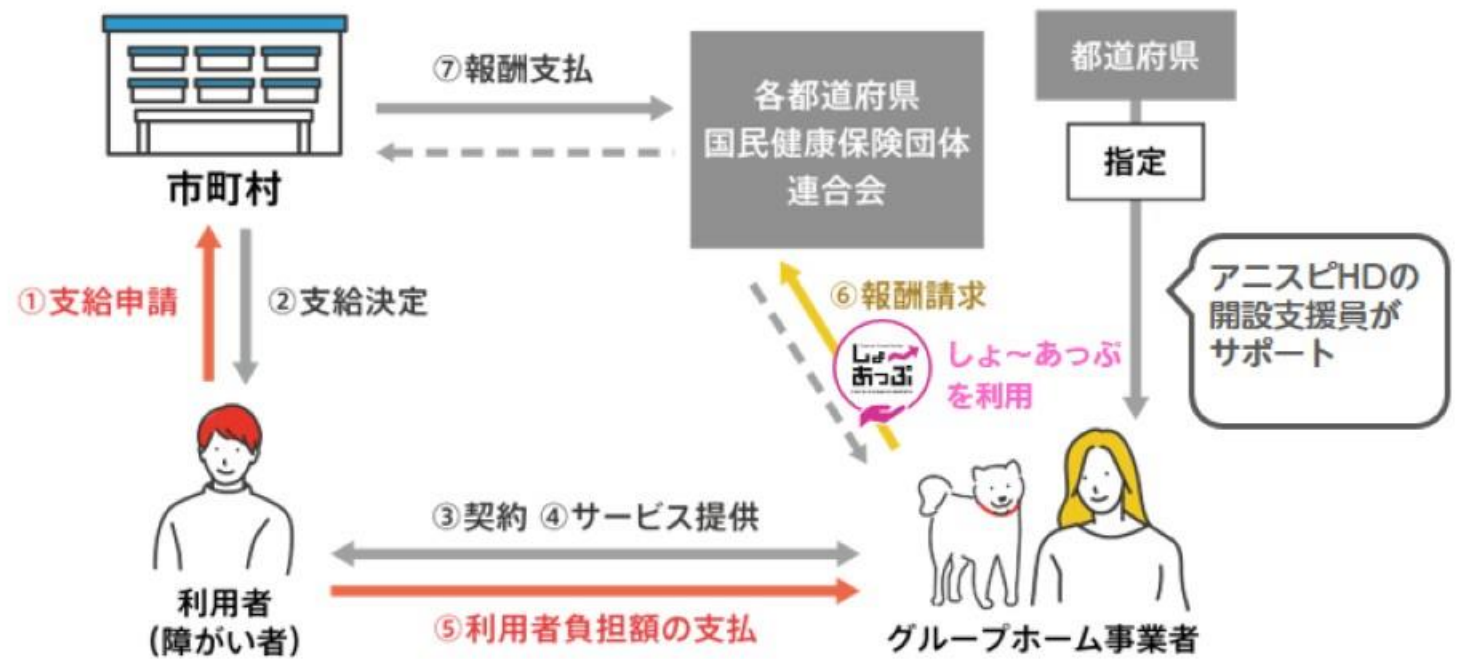 ⑦報酬支払
市町村
各都道府県
国民健康保険団体
連合会
都道府県
指定
アニスピHDの
開設支援員が
サポート
①支給申請
②支給決定
⑥報酬請求
しょ
あっぷ
しょ～あっぷ
を利用
③契約 ④サービス提供
⑤利用者負担額の支払
利用者
(障がい者)
グループホーム事業者